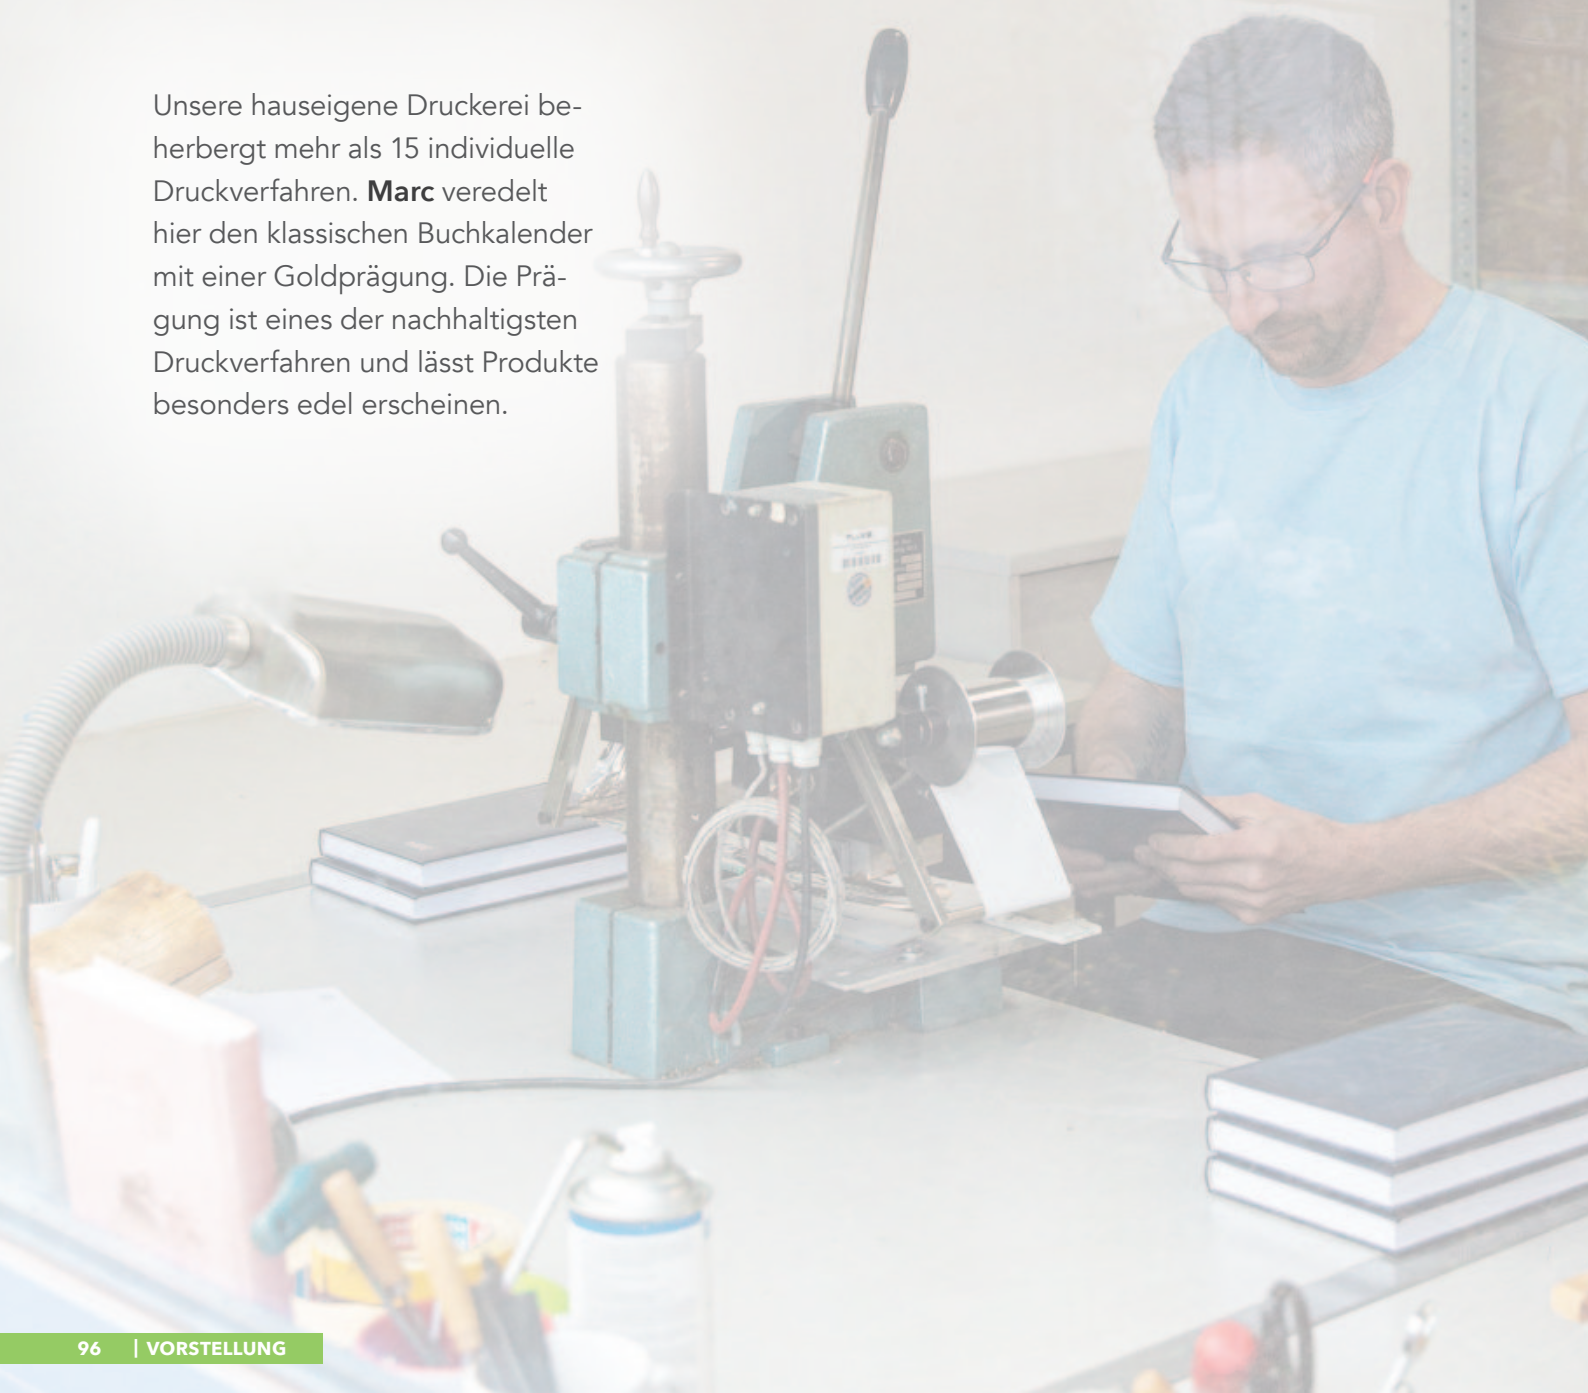 Unsere hauseigene Druckerei be-
herbergt mehr als 15 individuelle
Druckverfahren. Marc veredelt
hier den klassischen Buchkalender
mit einer Goldprägung. Die Prä-
gung ist eines der nachhaltigsten
Druckverfahren und lässt Produkte
besonders edel erscheinen.
96 | VORSTELLUNG